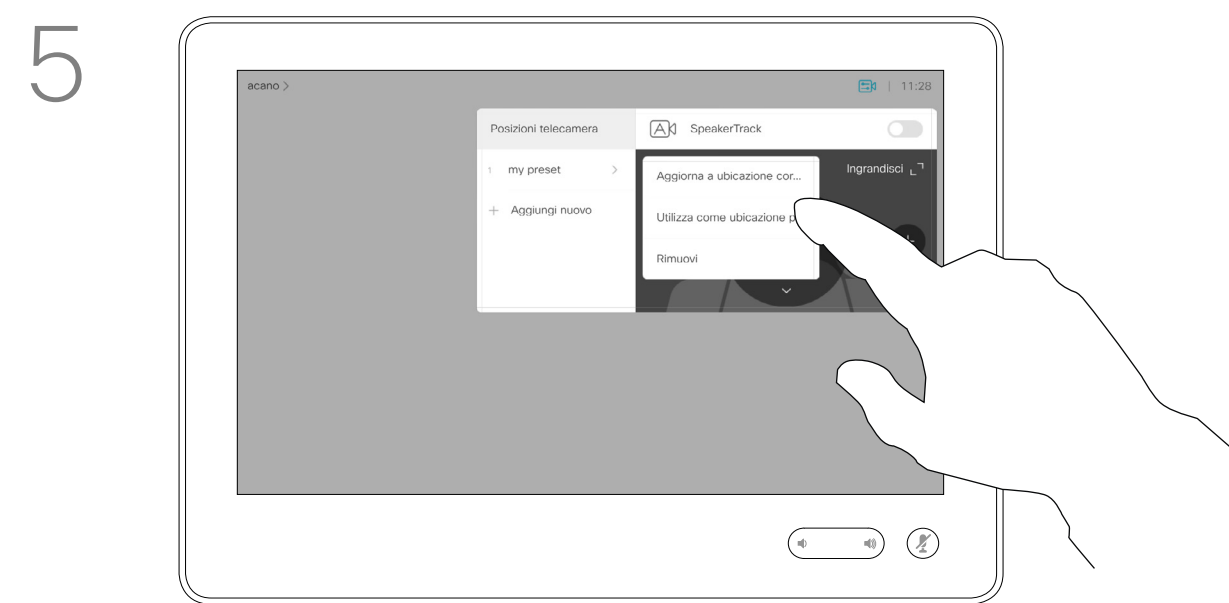 5
acano >
11:28
Posizioni telecamera
SpeakerTrack
1 my preset >
Ingrandisci
Aggiorna a ubicazione cor...
+ Aggiungi nuovo
Utilizza come ubicazione p
Rimuovi